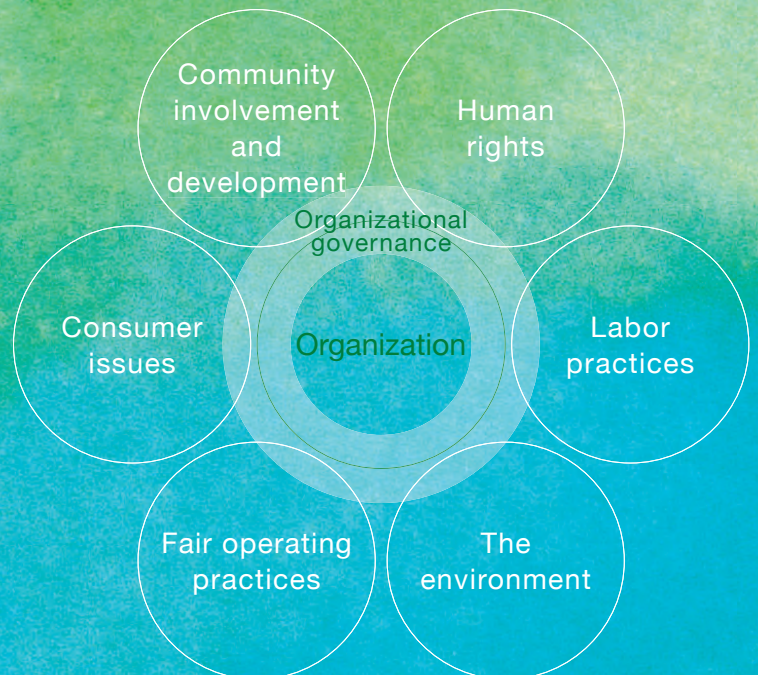 Community
involvement
and
development
Human
rights
Organizational
governance
Consumer
issues
Organization
Labor
practices
Fair operating
practices
The
environment